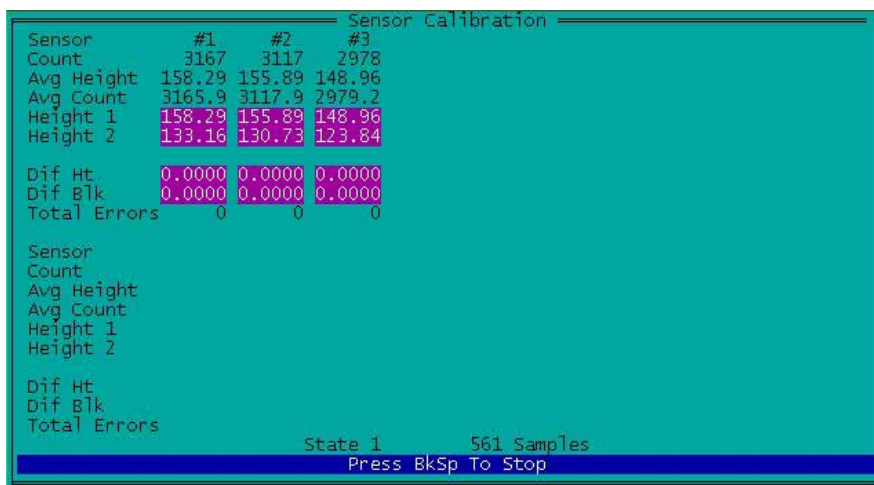 Sensor Calibration
Sensor #1 #2 #3
Count 3167 3117 2978
Avg Height 158.29 155.89 148.96
Avg Count 3165.9 3117.9 2979.2
Height 1 158.29 155.89 148.96
Height 2 133.16 130.73 123.84
Dif Ht 0.0000 0.0000 0.0000
Dif Blk 0.0000 0.0000 0.0000
Total Errors 0 0 0
Sensor
Count
Avg Height
Avg Count
Height 1
Height 2
Dif Ht
Dif Blk
Total Errors
State 1 561 Samples
Press BkSp To Stop